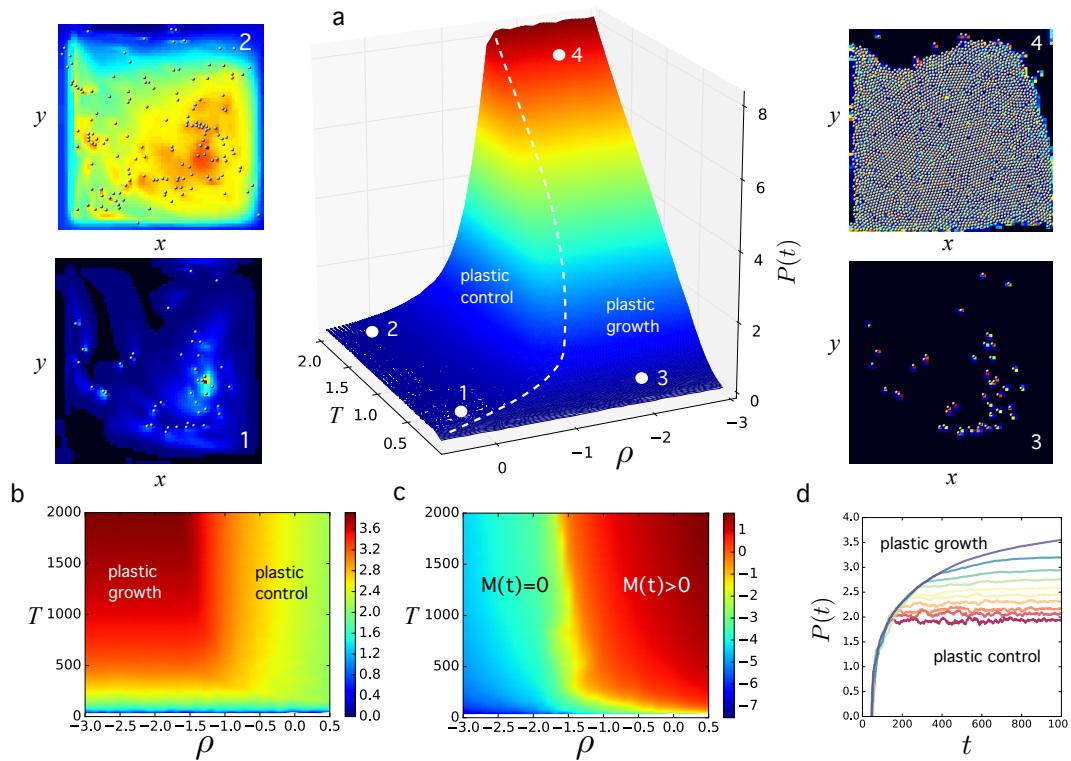 a
2
y
x
1
y
x
plastic
control
plastic
growth
1
2
3
4
2.0
1.5
1.0
0.5
T
0
−1
−2
−3
ρ
0
2
4
6
8
P(t)
4
y
x
3
y
x
b
2000
1500
1000
500
0
T
plastic
growth
plastic
control
−3.0 −2.5 −2.0 −1.5 −1.0 −0.5 0.0 0.5
ρ
3.6
3.2
2.8
2.4
2.0
1.6
1.2
0.8
0.4
0.0
c
2000
1500
1000
500
0
T
M(t)=0
M(t)>0
−3.0 −2.5 −2.0 −1.5 −1.0 −0.5 0.0 0.5
ρ
1
0
−1
−2
−3
−4
−5
−6
−7
d
4.0
3.5
3.0
2.5
2.0
1.5
1.0
0.5
0.0
P(t)
plastic growth
plastic control
0 200 400 600 800 100
t